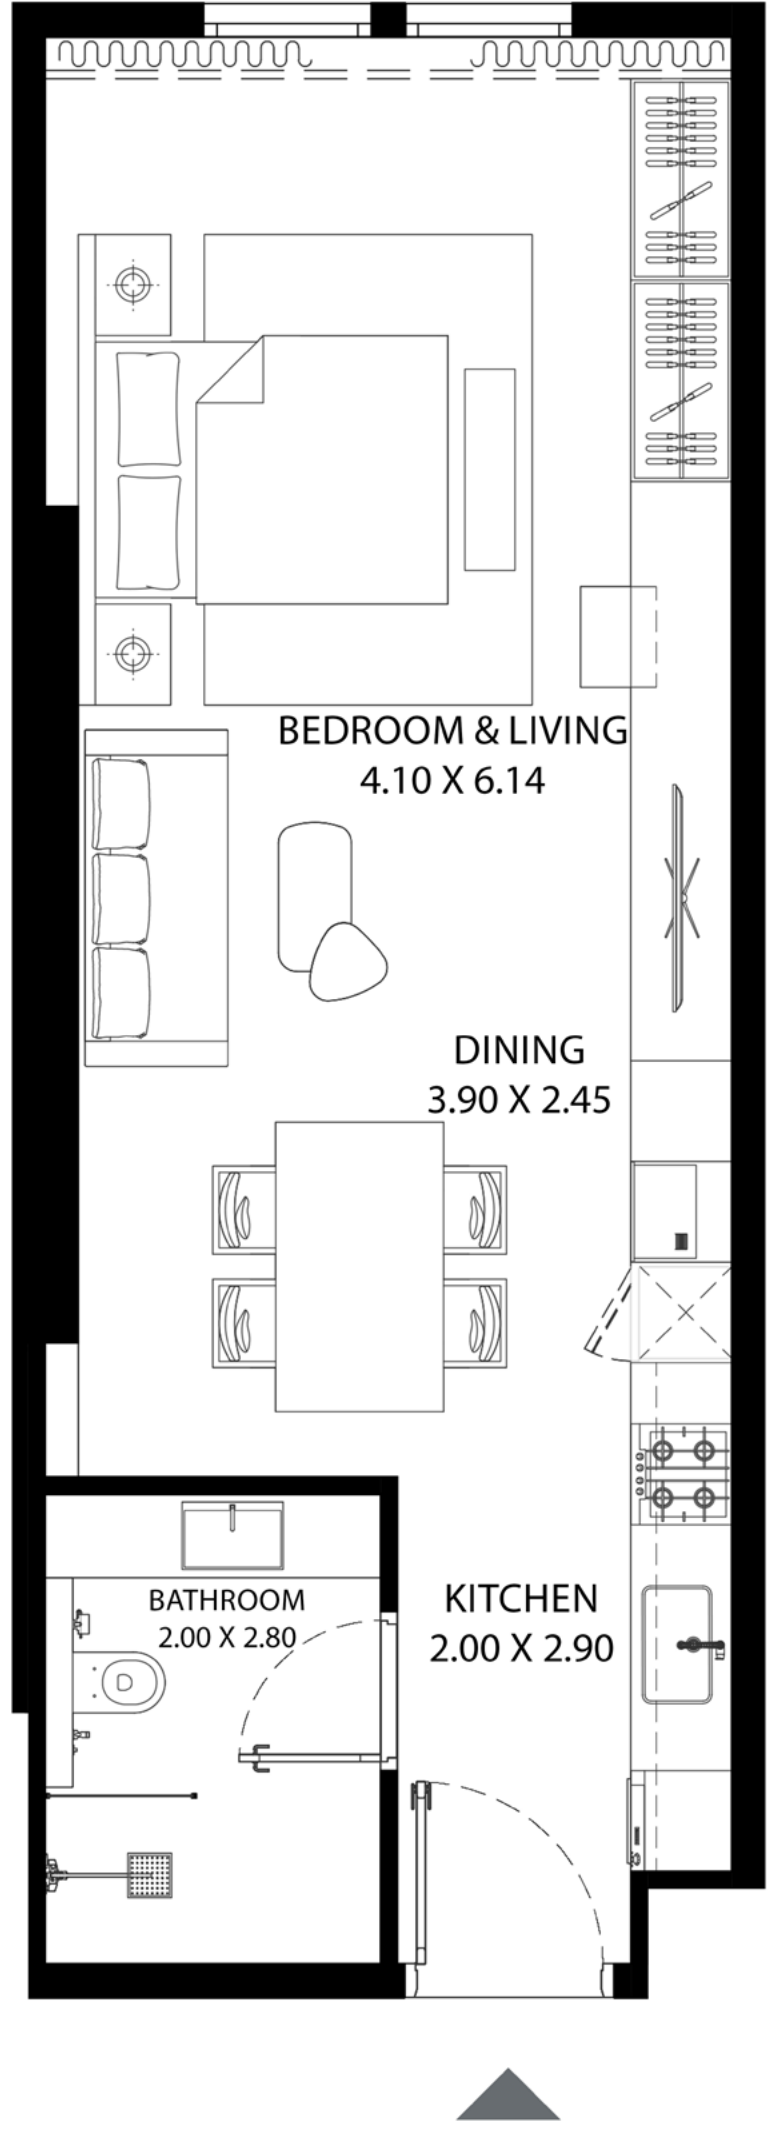 BEDROOM & LIVING
4.10 X 6.14
DINING
3.90 X 2.45
BATHROOM
2.00 X 2.80
KITCHEN
2.00 X 2.90